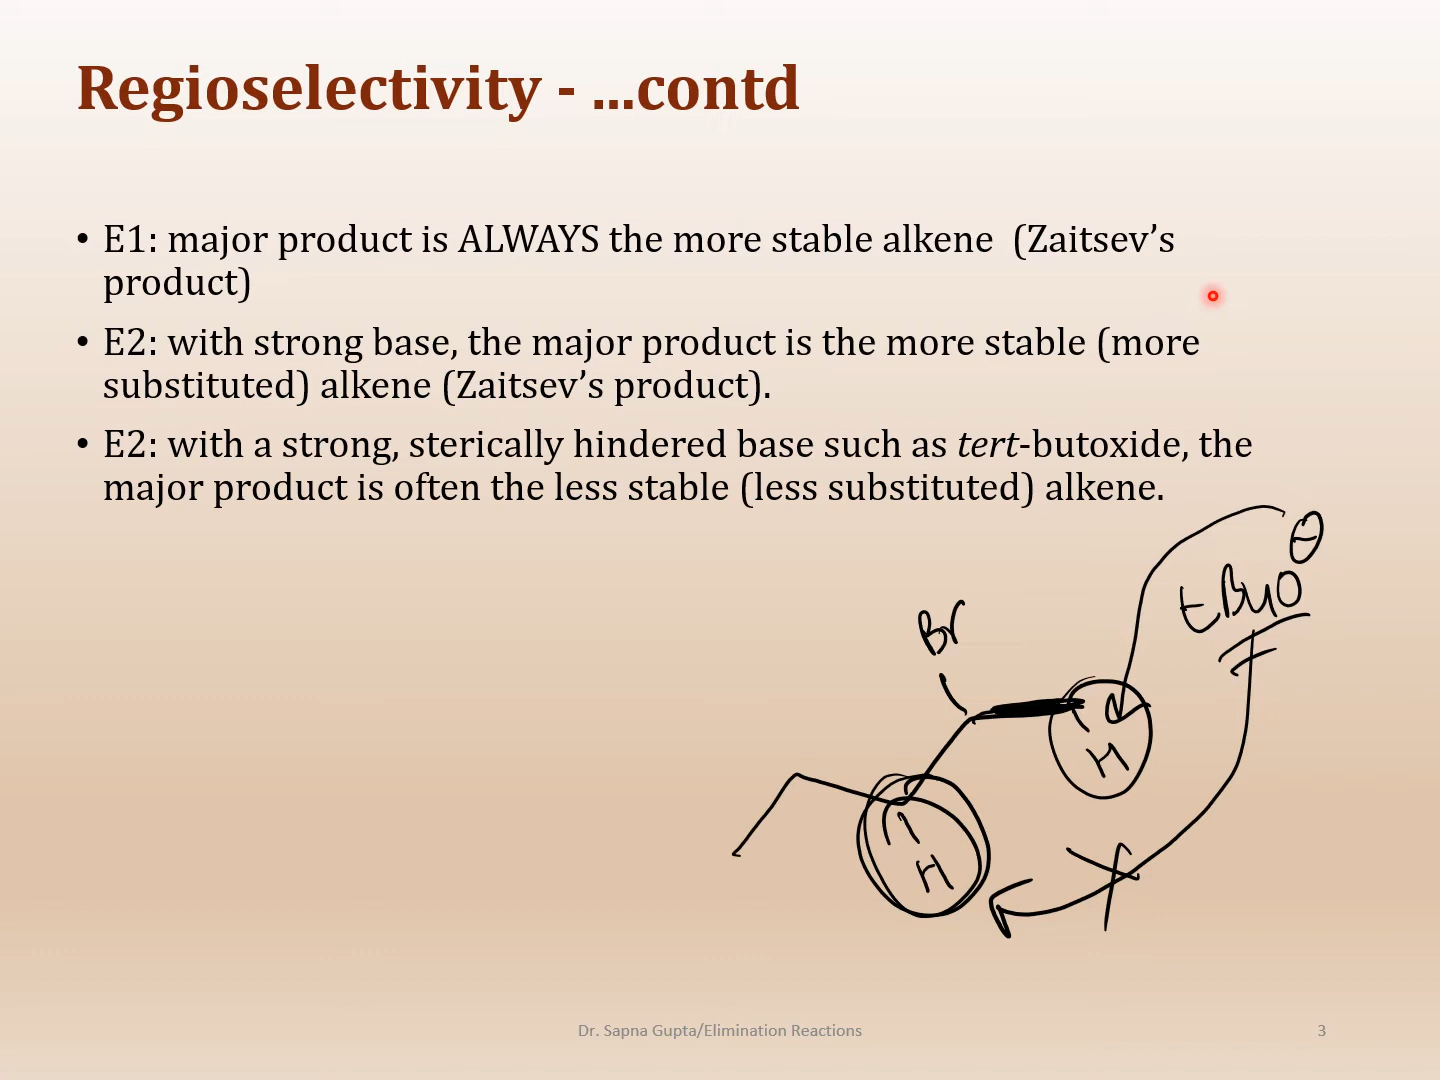 Regioselectivity - ...contd
• E1: major product is ALWAYS the more stable alkene (Zaitsev’s
product)
• E2: with strong base, the major product is the more stable (more
substituted) alkene (Zaitsev’s product).
• E2: with a strong, sterically hindered base such as tert-butoxide, the
major product is often the less stable (less substituted) alkene.
⊖
tBuO
Br
H
H
Dr. Sapna Gupta/Elimination Reactions
3